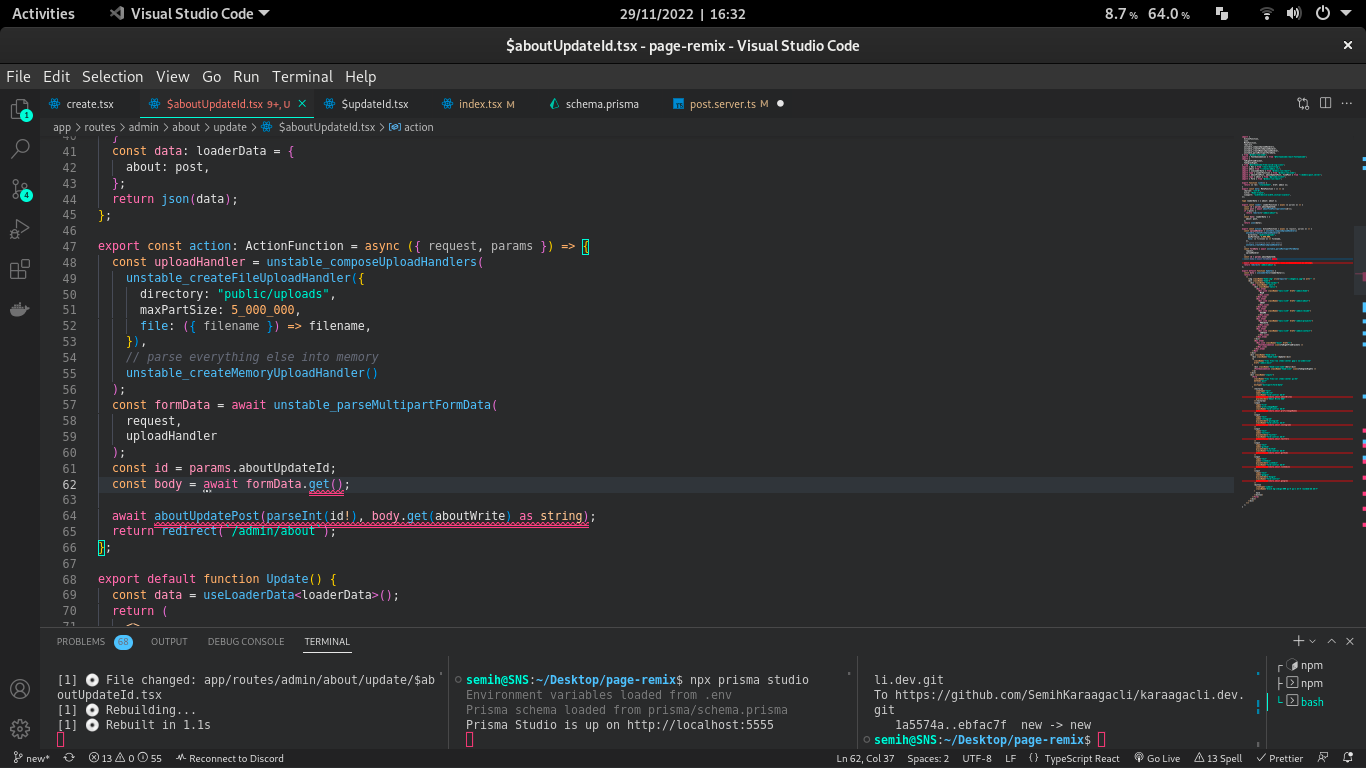 Activities Visual Studio Code 29/11/2022 | 16:32 8.7 % 64.0 %
$aboutUpdateId.tsx - page-remix - Visual Studio Code
File Edit Selection View Go Run Terminal Help
create.tsx $aboutUpdateId.tsx 9+, U $updateId.tsx index.tsx M schema.prisma post.server.ts M
app > routes > admin > about > update > $aboutUpdateId.tsx > action
40 }
41 const data: loaderData = {
42 about: post,
43 };
44 return json(data);
45 };
46
47 export const action: ActionFunction = async ({ request, params }) => {
48 const uploadHandler = unstable_composeUploadHandlers(
49 unstable_createFileUploadHandler({
50 directory: "public/uploads",
51 maxPartSize: 5_000_000,
52 file: ({ filename }) => filename,
53 }),
54 // parse everything else into memory
55 unstable_createMemoryUploadHandler()
56 );
57 const formData = await unstable_parseMultipartFormData(
58 request,
59 uploadHandler
60 );
61 const id = params.aboutUpdateId;
62 const body = await formData.get();
63
64 await aboutUpdatePost(parseInt(id!), body.get(aboutWrite) as string);
65 return redirect(`/admin/about`);
66 };
67
68 export default function Update() {
69 const data = useLoaderData<loaderData>();
70 return (
71 <>
PROBLEMS 68 OUTPUT DEBUG CONSOLE TERMINAL
[1] File changed: app/routes/admin/about/update/$ab
outUpdateId.tsx
[1] Rebuilding...
[1] Rebuilt in 1.1s
semih@SNS:~/Desktop/page-remix$ npx prisma studio
Environment variables loaded from .env
Prisma schema loaded from prisma/schema.prisma
Prisma Studio is up on http://localhost:5555
li.dev.git
To https://github.com/SemihKaraagacli/karaagacli.dev.
git
1a5574a..ebfac7f new -> new
semih@SNS:~/Desktop/page-remix$
npm
npm
bash
1
4
new* 13 0 55 Reconnect to Discord Ln 62, Col 37 Spaces: 2 UTF-8 LF {} TypeScript React Go Live 13 Spell Prettier